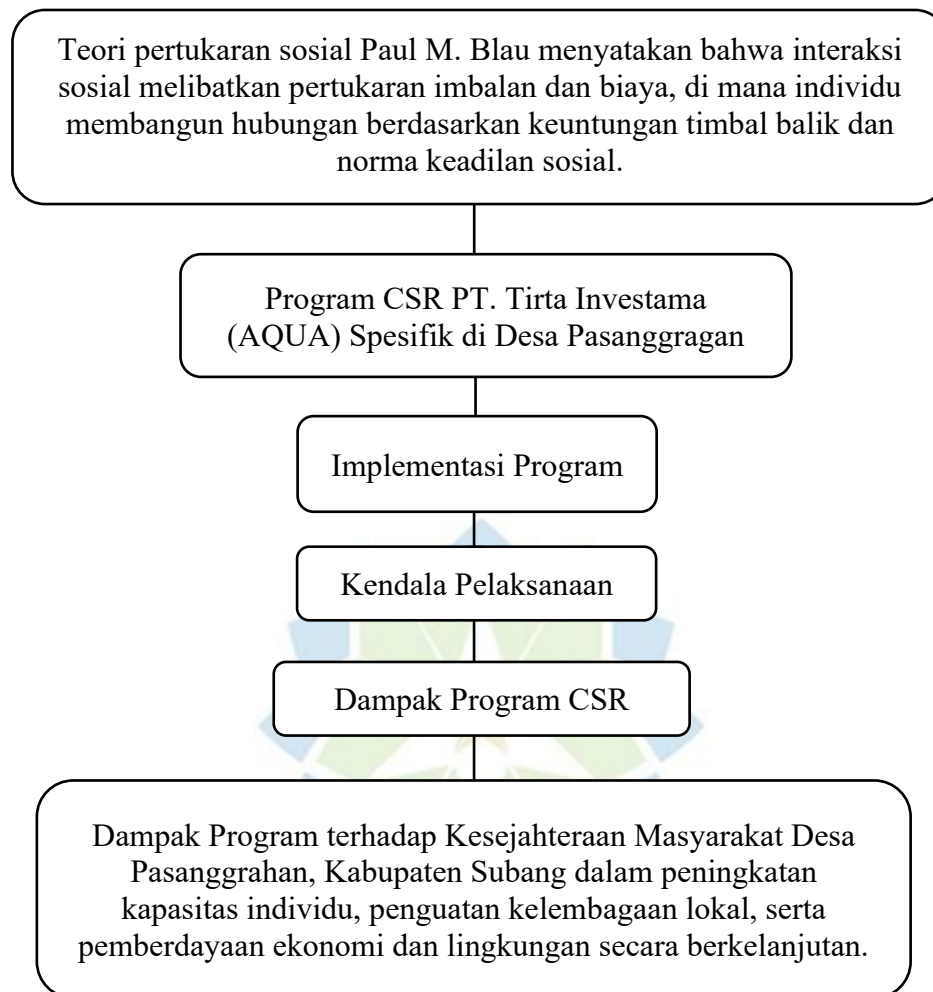 Teori pertukaran sosial Paul M. Blau menyatakan bahwa interaksi
sosial melibatkan pertukaran imbalan dan biaya, di mana individu
membangun hubungan berdasarkan keuntungan timbal balik dan
norma keadilan sosial.
Program CSR PT. Tirta Investama
(AQUA) Spesifik di Desa Pasanggragan
Implementasi Program
Kendala Pelaksanaan
Dampak Program CSR
Dampak Program terhadap Kesejahteraan Masyarakat Desa
Pasanggrahan, Kabupaten Subang dalam peningkatan
kapasitas individu, penguatan kelembagaan lokal, serta
pemberdayaan ekonomi dan lingkungan secara berkelanjutan.